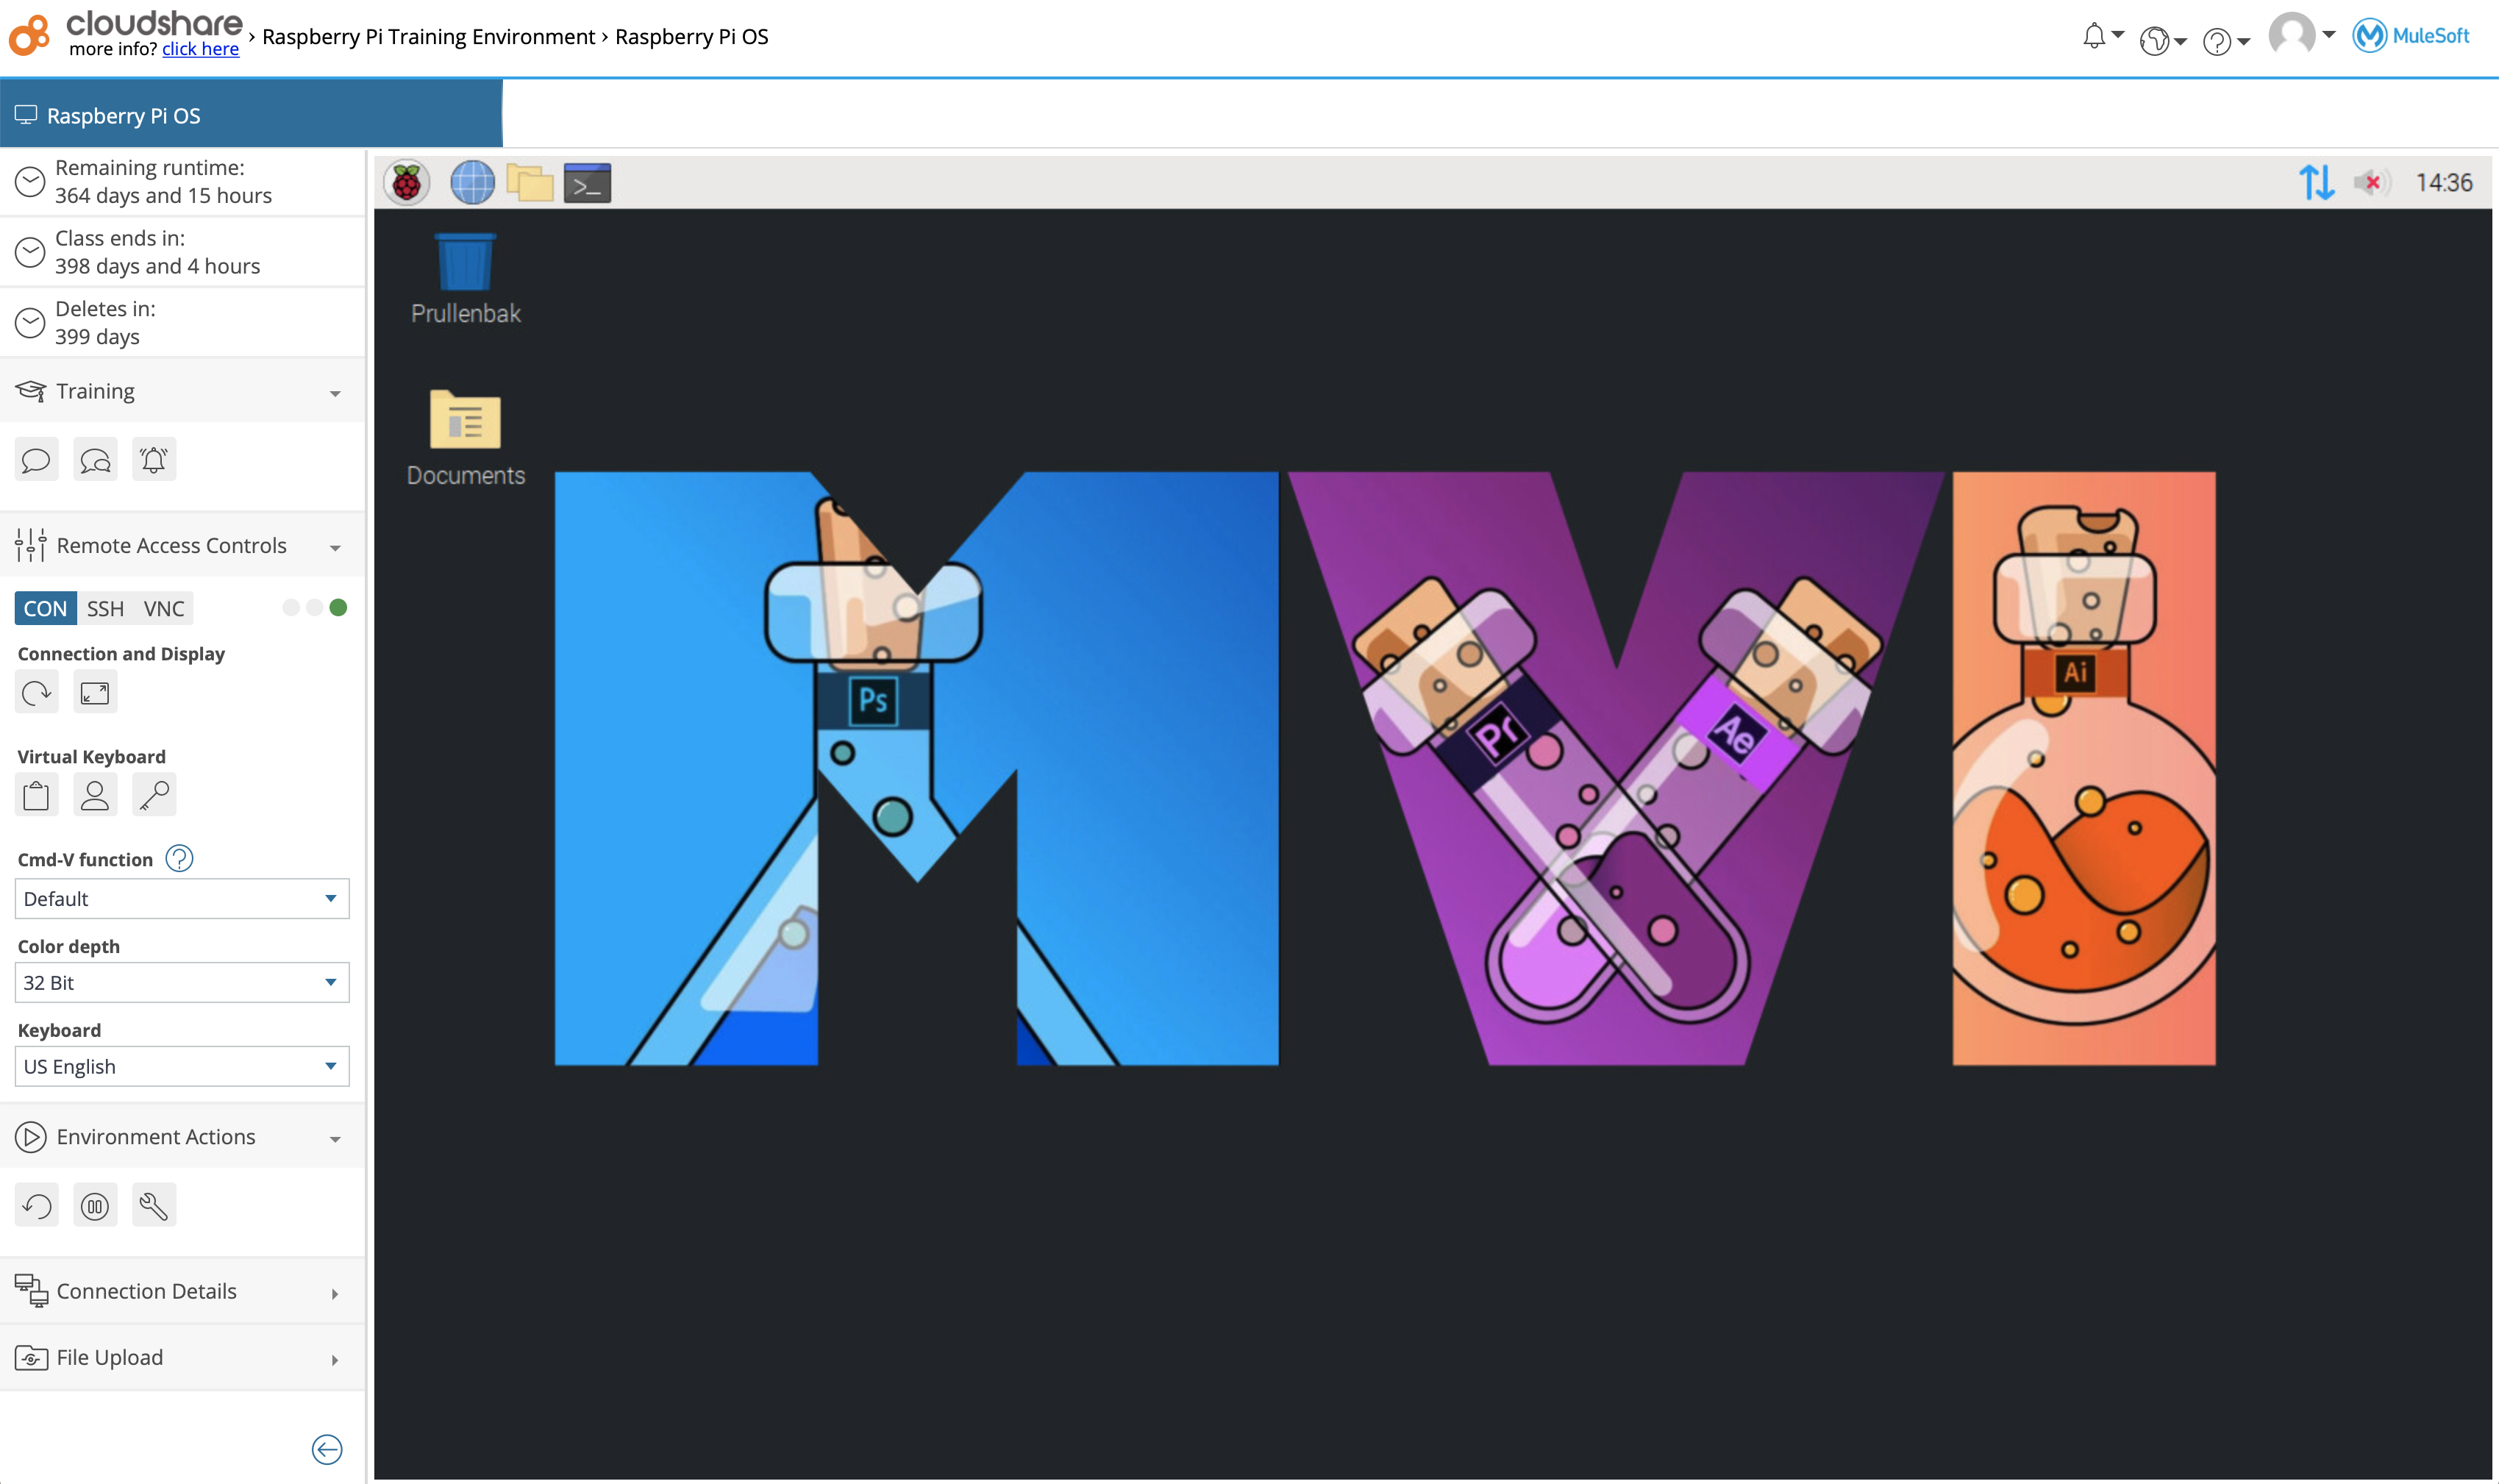 cloudshare
more info? click here
› Raspberry Pi Training Environment › Raspberry Pi OS
MuleSoft
Raspberry Pi OS
Remaining runtime:
364 days and 15 hours
Class ends in:
398 days and 4 hours
Deletes in:
399 days
Training
Remote Access Controls
CON SSH VNC
Connection and Display
Virtual Keyboard
Cmd-V function ?
Default
Color depth
32 Bit
Keyboard
US English
Environment Actions
Connection Details
File Upload
>_
14:36
Prullenbak
Documents
MVI
Ps
Pr
Ae
Ai